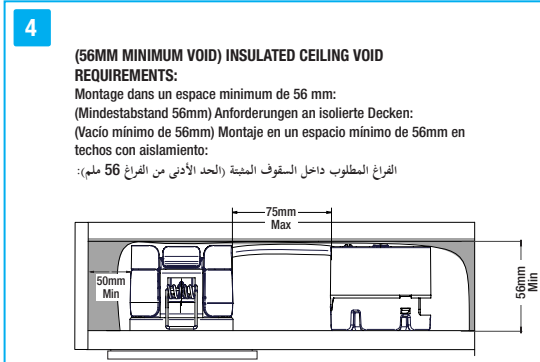 4
(56MM MINIMUM VOID) INSULATED CEILING VOID
REQUIREMENTS:
Montage dans un espace minimum de 56 mm:
(Mindestabstand 56mm) Anforderungen an isolierte Decken:
(Vacío mínimo de 56mm) Montaje en un espacio mínimo de 56mm en
techos con aislamiento:
الفراغ المطلوب داخل السقوف المثبتة (الحد الأدنى من الفراغ 56 ملم):
75mm
Max
50mm
Min
56mm
Min